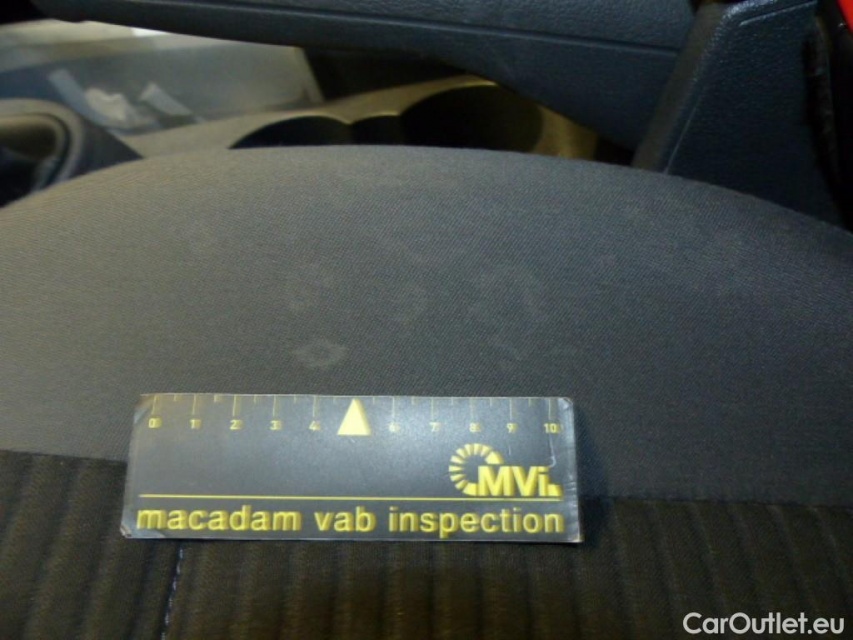 0 1 2 3 4 6 7 8 9 10
MVi
macadam vab inspection
CarOutlet.eu